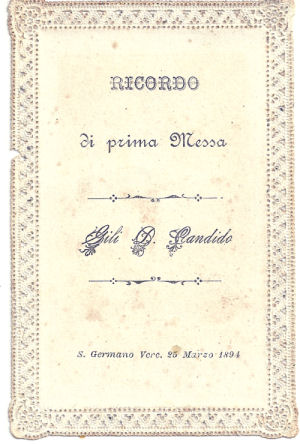 RICORDO
di prima Messa
Gili D. Candido
S. Germano Verc. 25 Marzo 1894